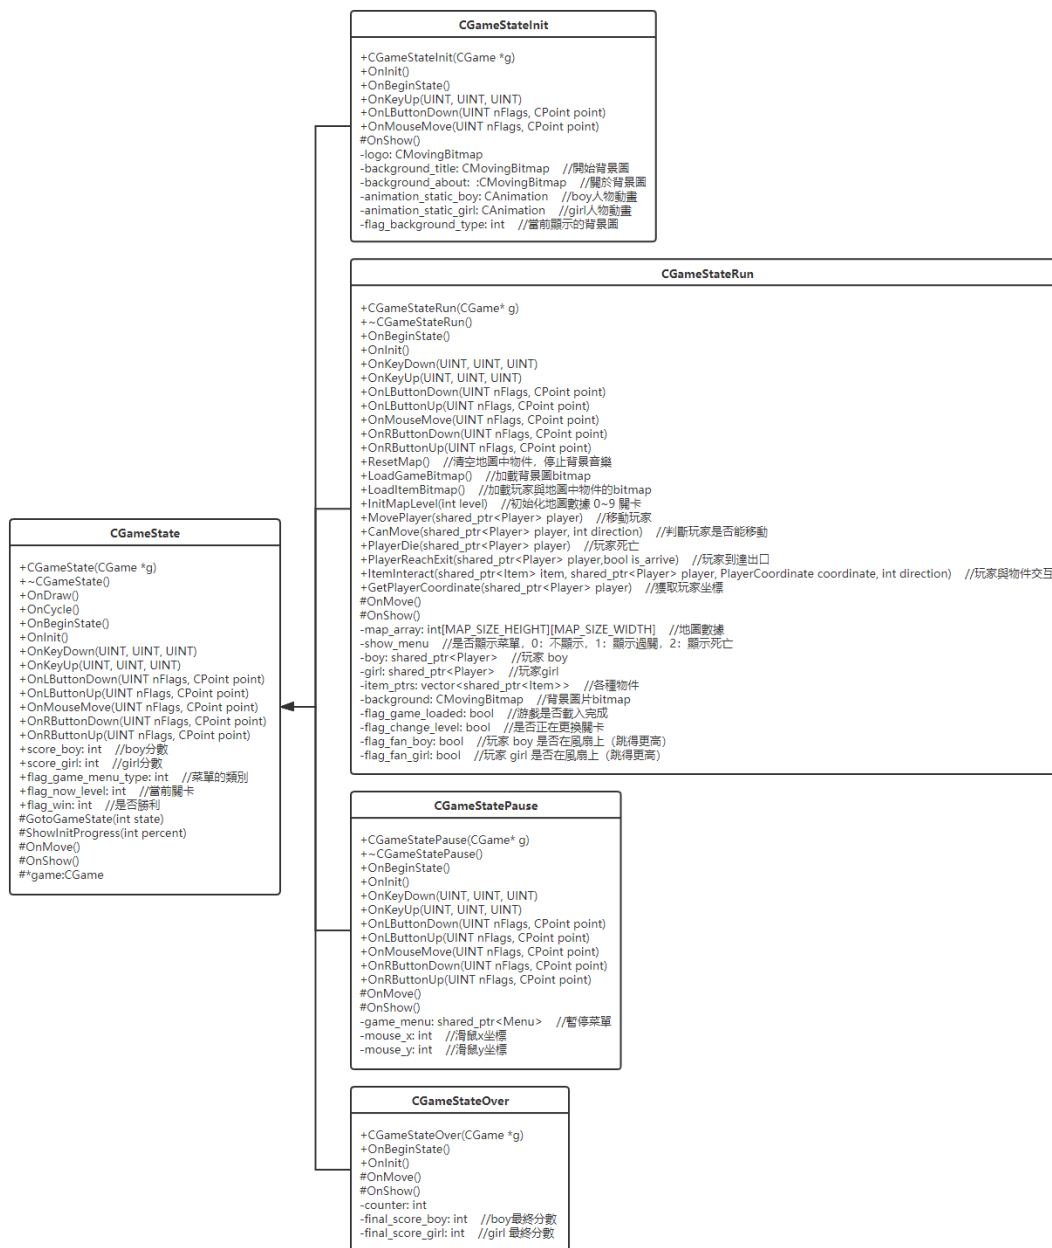 CGameStateInit
+CGameStateInit(CGame *g)
+OnInit()
+OnBeginState()
+OnKeyUp(UINT, UINT, UINT)
+OnLButtonDown(UINT nFlags, CPoint point)
+OnMouseMove(UINT nFlags, CPoint point)
#OnShow()
-logo: CMovingBitmap
-background_title: CMovingBitmap //開始背景圖
-background_about: :CMovingBitmap //關於背景圖
-animation_static_boy: CAnimation //boy人物動畫
-animation_static_girl: CAnimation //girl人物動畫
-flag_background_type: int //當前顯示的背景圖
CGameStateRun
+CGameStateRun(CGame* g)
+~CGameStateRun()
+OnBeginState()
+OnInit()
+OnKeyDown(UINT, UINT, UINT)
+OnKeyUp(UINT, UINT, UINT)
+OnLButtonDown(UINT nFlags, CPoint point)
+OnLButtonUp(UINT nFlags, CPoint point)
+OnMouseMove(UINT nFlags, CPoint point)
+OnRButtonDown(UINT nFlags, CPoint point)
+OnRButtonUp(UINT nFlags, CPoint point)
+ResetMap() //清空地圖中物件，停止背景音樂
+LoadGameBitmap() //加載背景圖bitmap
+LoadItemBitmap() //加載玩家與地圖中物件的bitmap
+InitMapLevel(int level) //初始化地圖數據 0~9 關卡
+MovePlayer(shared_ptr<Player> player) //移動玩家
+CanMove(shared_ptr<Player> player, int direction) //判斷玩家是否能移動
+PlayerDie(shared_ptr<Player> player) //玩家死亡
+PlayerReachExit(shared_ptr<Player> player,bool is_arrive) //玩家到達出口
+ItemInteract(shared_ptr<Item> item, shared_ptr<Player> player, PlayerCoordinate coordinate, int direction) //玩家與物件交互
+GetPlayerCoordinate(shared_ptr<Player> player) //獲取玩家坐標
#OnMove()
#OnShow()
-map_array: int[MAP_SIZE_HEIGHT][MAP_SIZE_WIDTH] //地圖數據
-show_menu //是否顯示菜單，0：不顯示，1：顯示過關，2：顯示死亡
-boy: shared_ptr<Player> //玩家 boy
-girl: shared_ptr<Player> //玩家girl
-item_ptrs: vector<shared_ptr<Item>> //各種物件
-background: CMovingBitmap //背景圖片bitmap
-flag_game_loaded: bool //游戲是否載入完成
-flag_change_level: bool //是否正在更換關卡
-flag_fan_boy: bool //玩家 boy 是否在風扇上（跳得更高）
-flag_fan_girl: bool //玩家 girl 是否在風扇上（跳得更高）
CGameState
+CGameState(CGame *g)
+~CGameState()
+OnDraw()
+OnCycle()
+OnBeginState()
+OnInit()
+OnKeyDown(UINT, UINT, UINT)
+OnKeyUp(UINT, UINT, UINT)
+OnLButtonDown(UINT nFlags, CPoint point)
+OnLButtonUp(UINT nFlags, CPoint point)
+OnMouseMove(UINT nFlags, CPoint point)
+OnRButtonDown(UINT nFlags, CPoint point)
+OnRButtonUp(UINT nFlags, CPoint point)
+score_boy: int //boy分數
+score_girl: int //girl分數
+flag_game_menu_type: int //菜單的類別
+flag_now_level: int //當前關卡
+flag_win: int //是否勝利
#GotoGameState(int state)
#ShowInitProgress(int percent)
#OnMove()
#OnShow()
#*game:CGame
CGameStatePause
+CGameStatePause(CGame* g)
+~CGameStatePause()
+OnBeginState()
+OnInit()
+OnKeyDown(UINT, UINT, UINT)
+OnKeyUp(UINT, UINT, UINT)
+OnLButtonDown(UINT nFlags, CPoint point)
+OnLButtonUp(UINT nFlags, CPoint point)
+OnMouseMove(UINT nFlags, CPoint point)
+OnRButtonDown(UINT nFlags, CPoint point)
+OnRButtonUp(UINT nFlags, CPoint point)
#OnMove()
#OnShow()
-game_menu: shared_ptr<Menu> //暫停菜單
-mouse_x: int //滑鼠x坐標
-mouse_y: int //滑鼠y坐標
CGameStateOver
+CGameStateOver(CGame *g)
+OnBeginState()
+OnInit()
#OnMove()
#OnShow()
-counter: int
-final_score_boy: int //boy最終分數
-final_score_girl: int //girl 最終分數